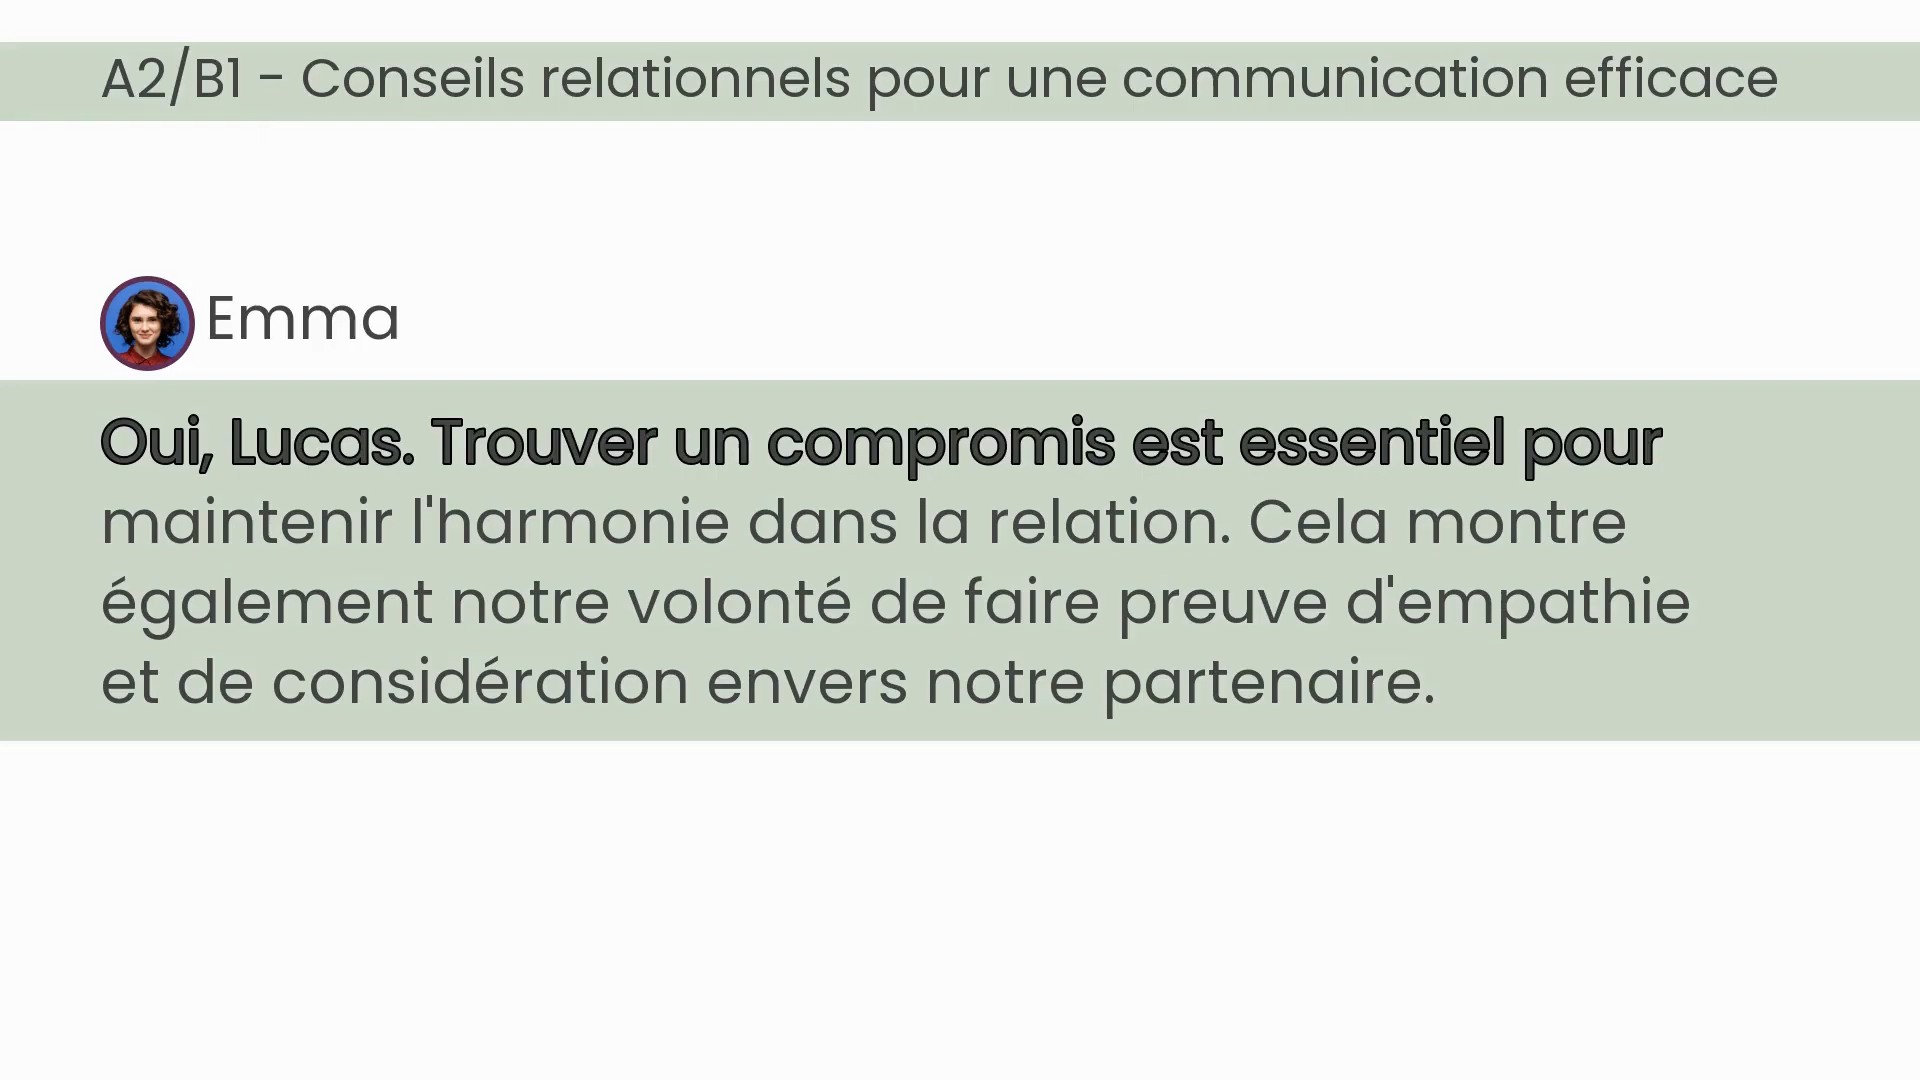 A2/B1 - Conseils relationnels pour une communication efficace
Emma
Oui, Lucas. Trouver un compromis est essentiel pour
maintenir l'harmonie dans la relation. Cela montre
également notre volonté de faire preuve d'empathie
et de considération envers notre partenaire.